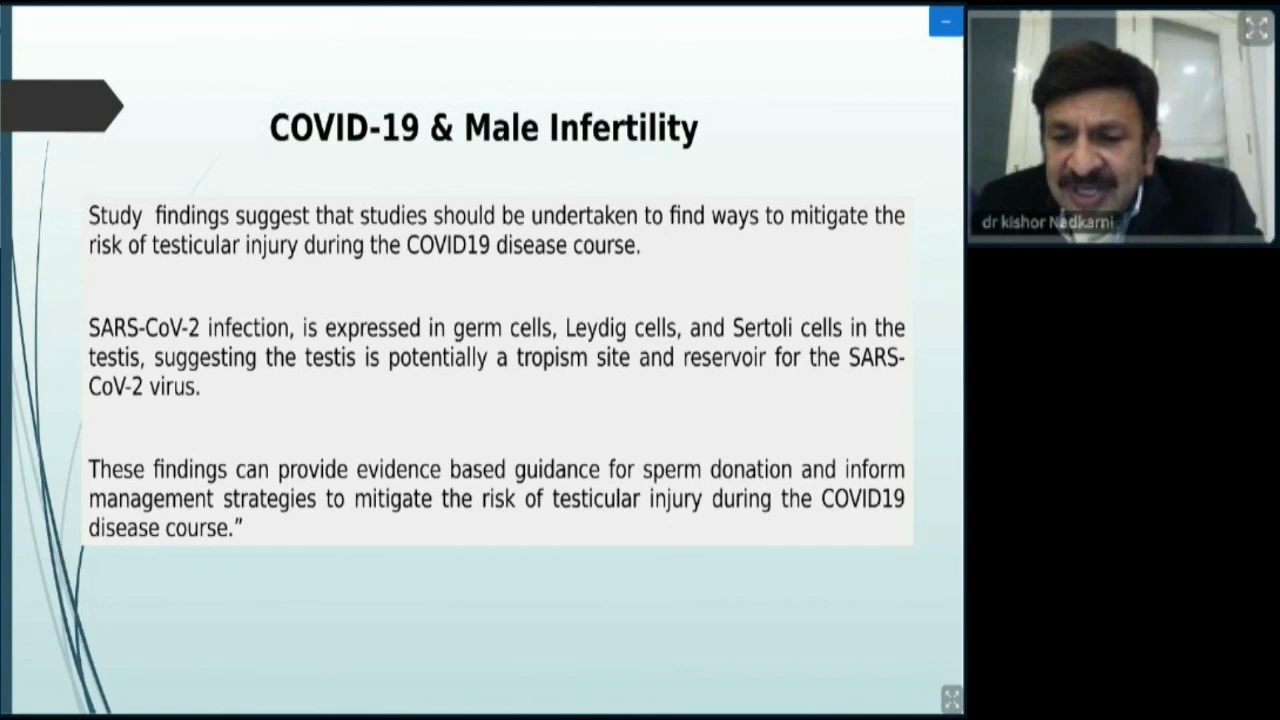 COVID-19 & Male Infertility
Study findings suggest that studies should be undertaken to find ways to mitigate the
risk of testicular injury during the COVID19 disease course.
SARS-CoV-2 infection, is expressed in germ cells, Leydig cells, and Sertoli cells in the
testis, suggesting the testis is potentially a tropism site and reservoir for the SARS-
CoV-2 virus.
These findings can provide evidence based guidance for sperm donation and inform
management strategies to mitigate the risk of testicular injury during the COVID19
disease course.”
dr kishor Nadkarni